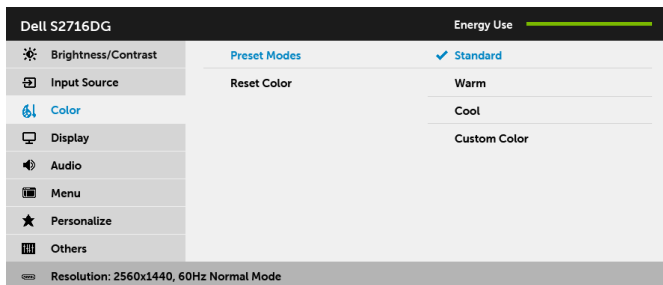 Dell S2716DG
Energy Use
Brightness/Contrast
Preset Modes
Standard
Input Source
Reset Color
Warm
Color
Cool
Display
Custom Color
Audio
Menu
Personalize
Others
Resolution: 2560x1440, 60Hz Normal Mode